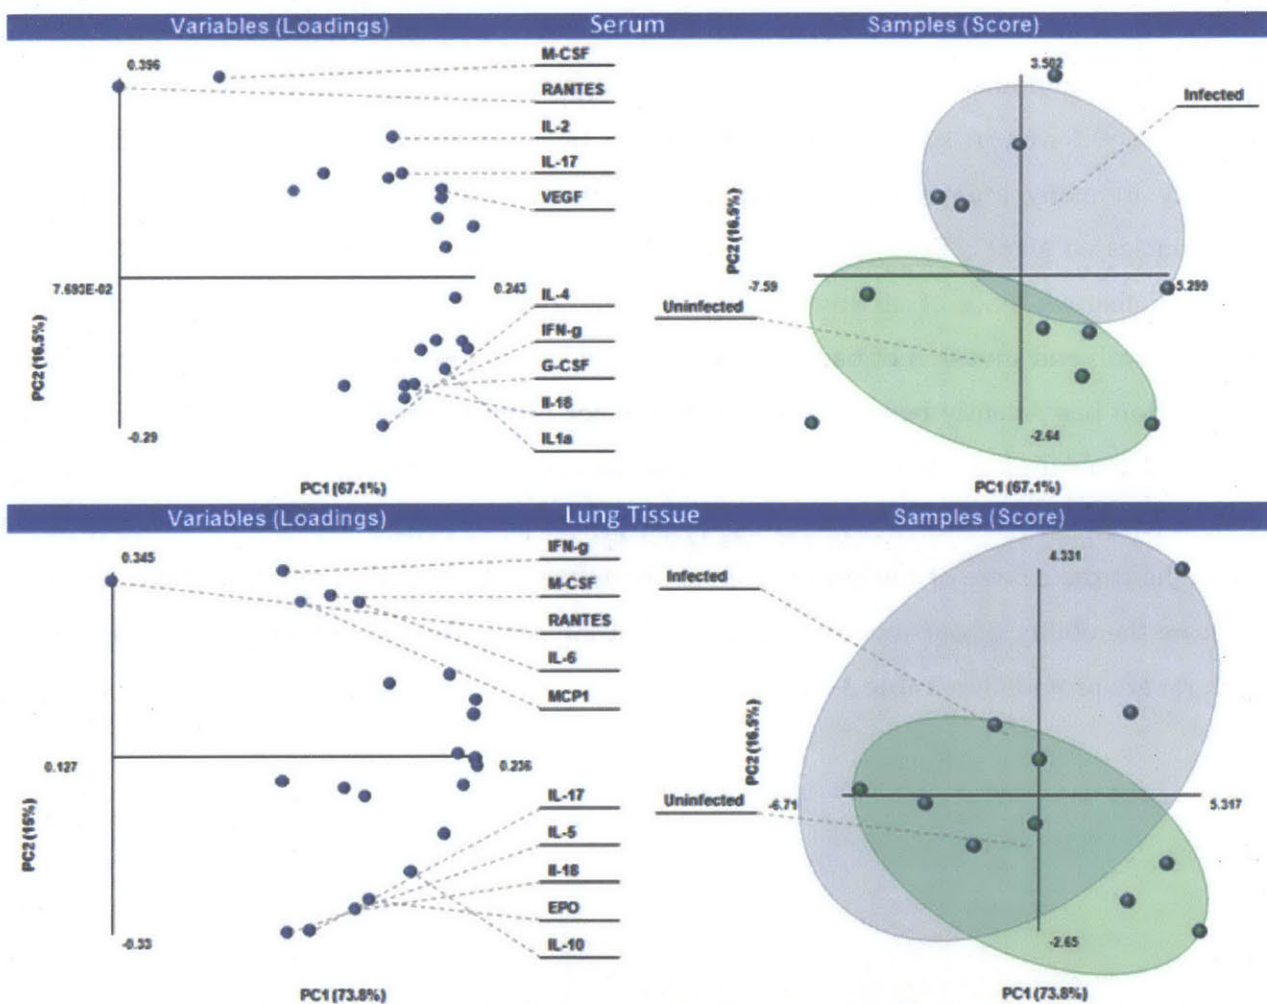 Variables (Loadings) Serum Samples (Score)
0.396
M-CSF
RANTES
IL-2
IL-17
VEGF
7.693E-02
0.243
IL-4
IFN-g
G-CSF
Il-18
IL1a
-0.29
PC2 (16.5%)
PC1 (67.1%)
3.502
Infected
PC2 (16.5%)
-7.59
5.299
Uninfected
-2.64
PC1 (67.1%)
Variables (Loadings) Lung Tissue Samples (Score)
0.345
IFN-g
M-CSF
RANTES
IL-6
MCP1
0.127
0.236
IL-17
IL-5
Il-18
EPO
IL-10
-0.33
PC2 (15%)
PC1 (73.8%)
4.331
Infected
PC2 (16.5%)
Uninfected
-6.71
5.317
-2.65
PC1 (73.8%)